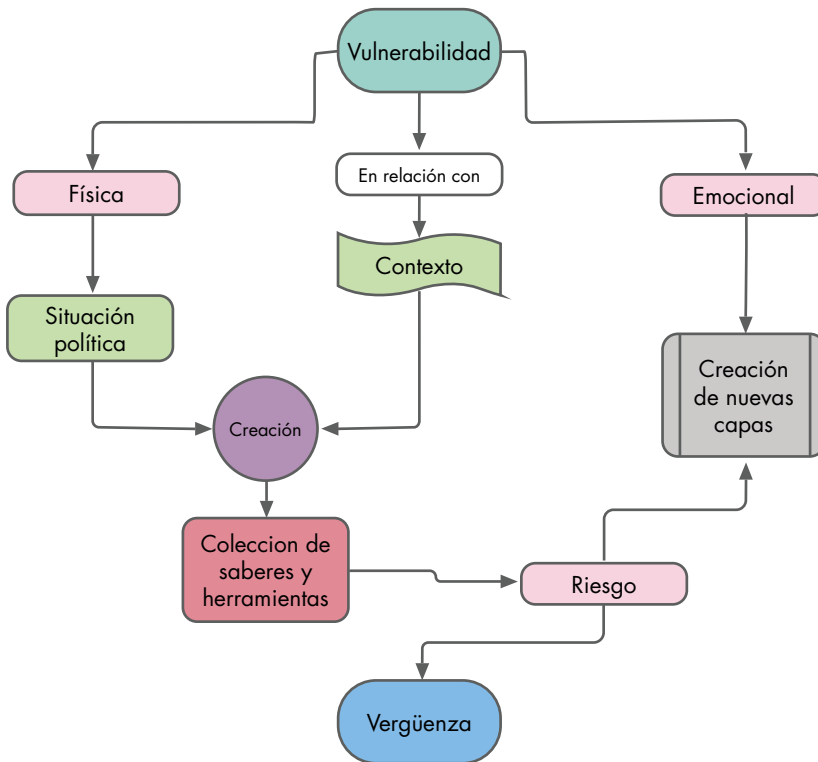 Vulnerabilidad
Física
En relación con
Emocional
Contexto
Situación
política
Creación
de nuevas
capas
Creación
Coleccion de
saberes y
herramientas
Riesgo
Vergüenza